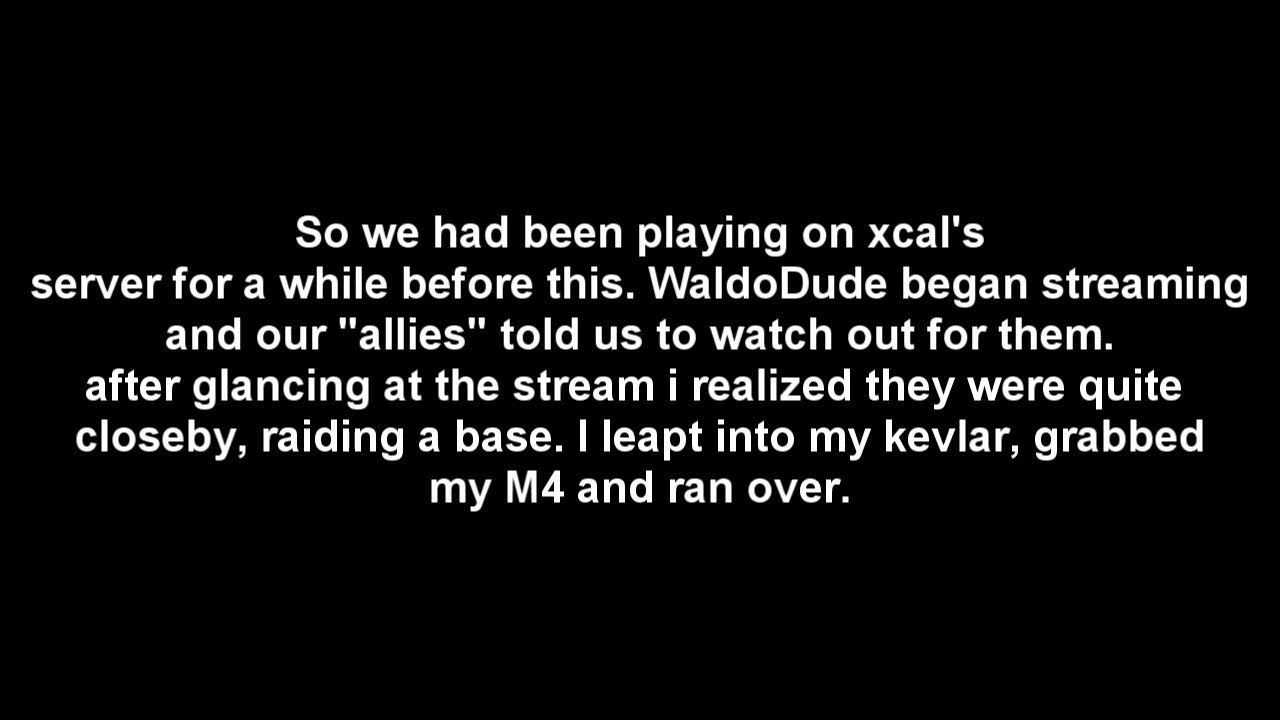 So we had been playing on xcal's
server for a while before this. WaldoDude began streaming
and our "allies" told us to watch out for them.
after glancing at the stream i realized they were quite
closeby, raiding a base. I leapt into my kevlar, grabbed
my M4 and ran over.